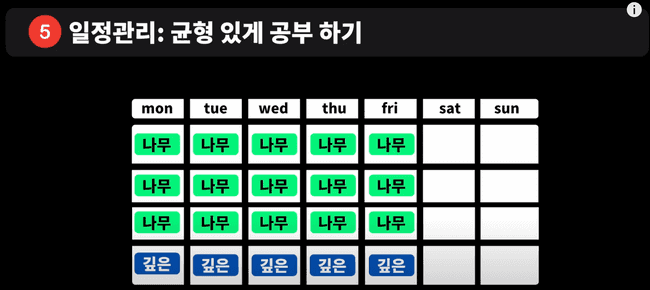 5 일정관리: 균형 있게 공부 하기
mon tue wed thu fri sat sun
나무 나무 나무 나무 나무
나무 나무 나무 나무 나무
나무 나무 나무 나무 나무
깊은 깊은 깊은 깊은 깊은